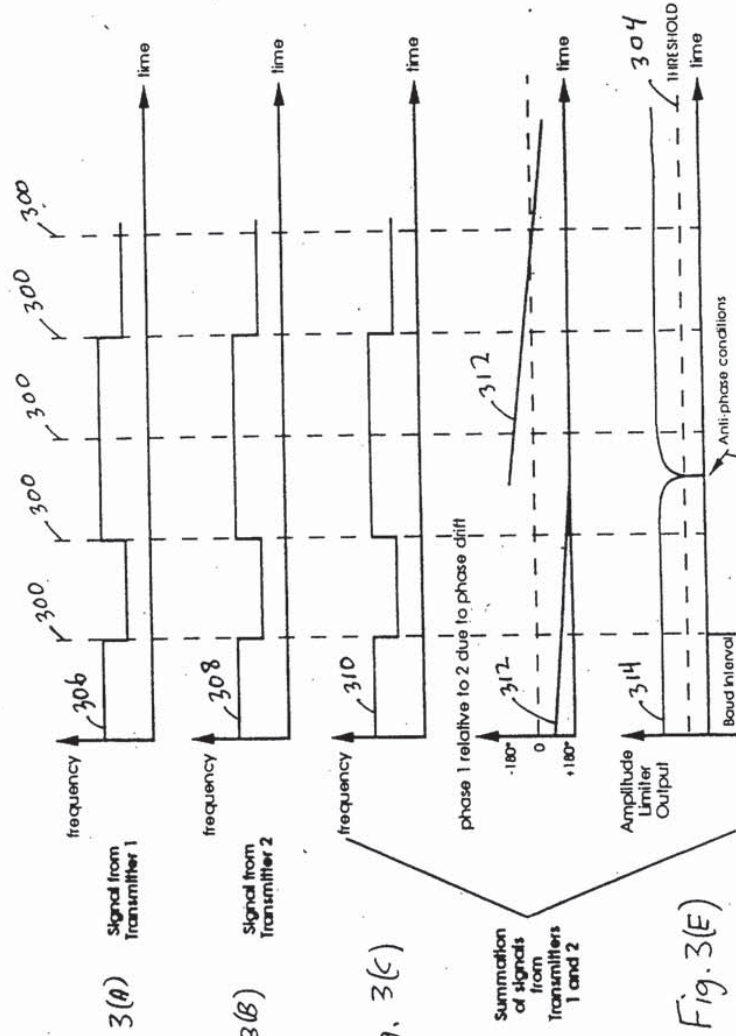 300
300
300
300
300
frequency
306
time
3(A)
Signal from
Transmitter 1
frequency
308
time
3(B)
Signal from
Transmitter 2
frequency
310
time
g. 3(C)
phase 1 relative to 2 due to phase drift
-180°
0
+180°
312
312
time
Summation
of signals
from
Transmitters
1 and 2
Amplitude
Limiter
Output
314
304
THRESHOLD
time
Baud Interval
Anti-phase conditions
Fig. 3(E)